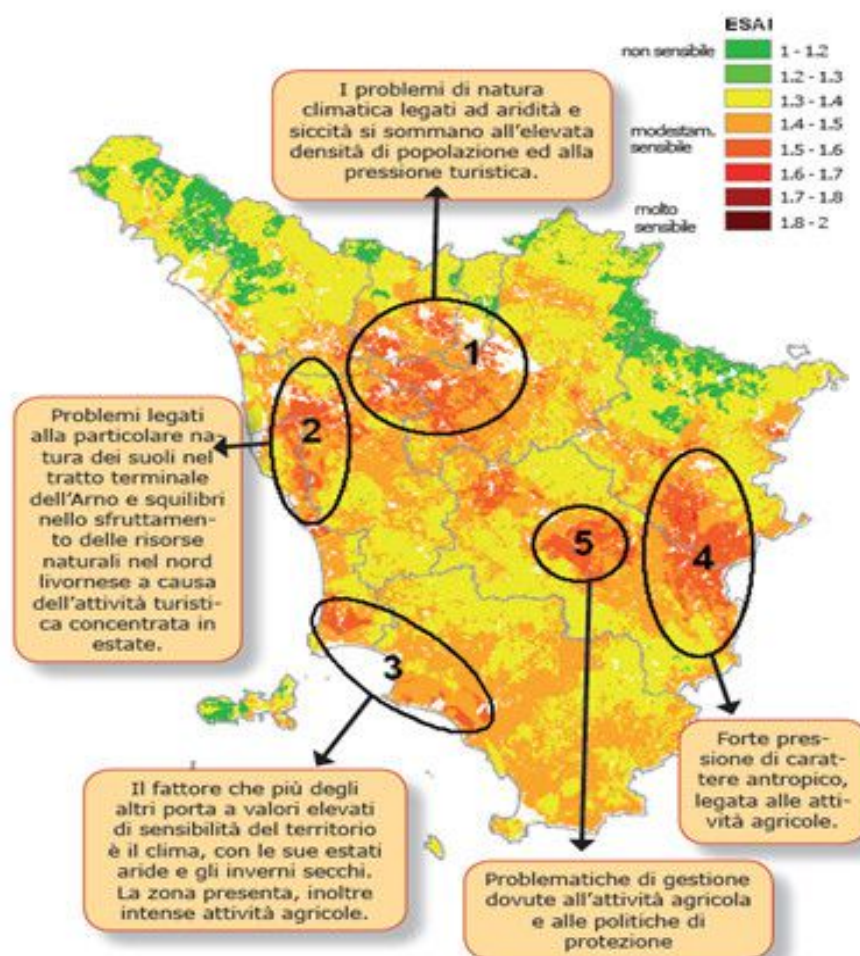 ESAI
non sensibile
1 - 1.2
1.2 - 1.3
1.3 - 1.4
modestam.
sensibile
1.4 - 1.5
1.5 - 1.6
1.6 - 1.7
molto
sensibile
1.7 - 1.8
1.8 - 2
I problemi di natura
climatica legati ad aridità e
siccità si sommano all'elevata
densità di popolazione ed alla
pressione turistica.
1
2
Problemi legati
alla particolare na-
tura dei suoli nel
tratto terminale
dell'Arno e squilibri
nello sfruttamen-
to delle risorse
naturali nel nord
livornese a causa
dell'attività turisti-
ca concentrata in
estate.
5
4
3
Il fattore che più degli
altri porta a valori elevati
di sensibilità del territorio
è il clima, con le sue estati
aride e gli inverni secchi.
La zona presenta, inoltre
intense attività agricole.
Forte pres-
sione di carat-
tere antropico,
legata alle atti-
vità agricole.
Problematiche di gestione
dovute all'attività agricola
e alle politiche di
protezione